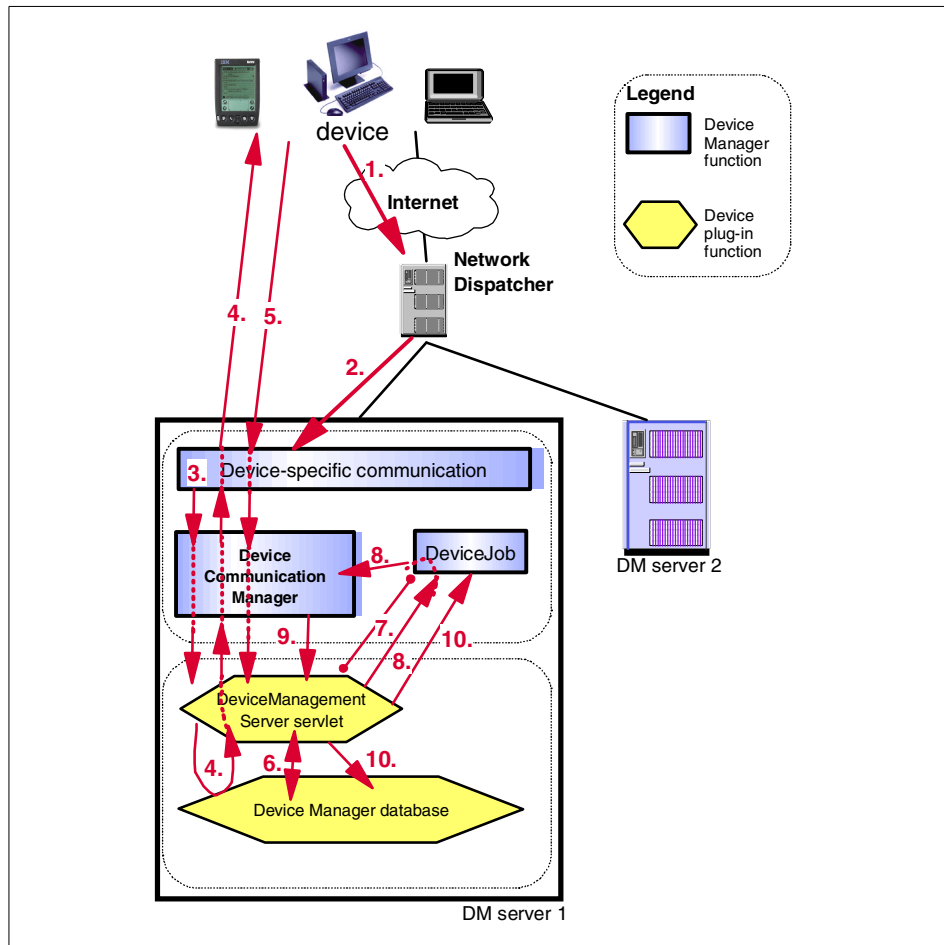 IBM
device
Legend
Device
Manager
function
Device
plug-in
function
1.
Internet
Network
Dispatcher
4.
5.
2.
3.
Device-specific communication
Device
Communication
Manager
8.
DeviceJob
DM server 2
9.
7.
8.
10.
DeviceManagement
Server servlet
4.
6.
10.
Device Manager database
DM server 1